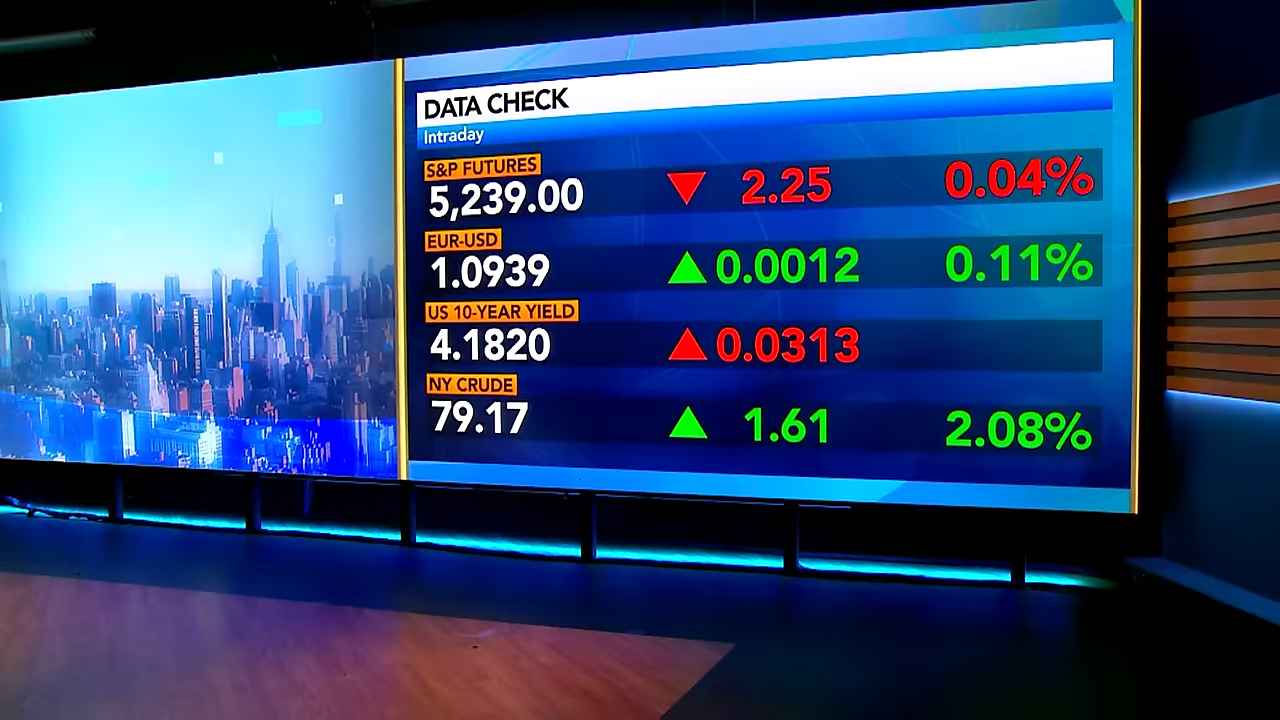 DATA CHECK
Intraday
S&P FUTURES
5,239.00 ▼ 2.25 0.04%
EUR-USD
1.0939 ▲ 0.0012 0.11%
US 10-YEAR YIELD
4.1820 ▲ 0.0313
NY CRUDE
79.17 ▲ 1.61 2.08%